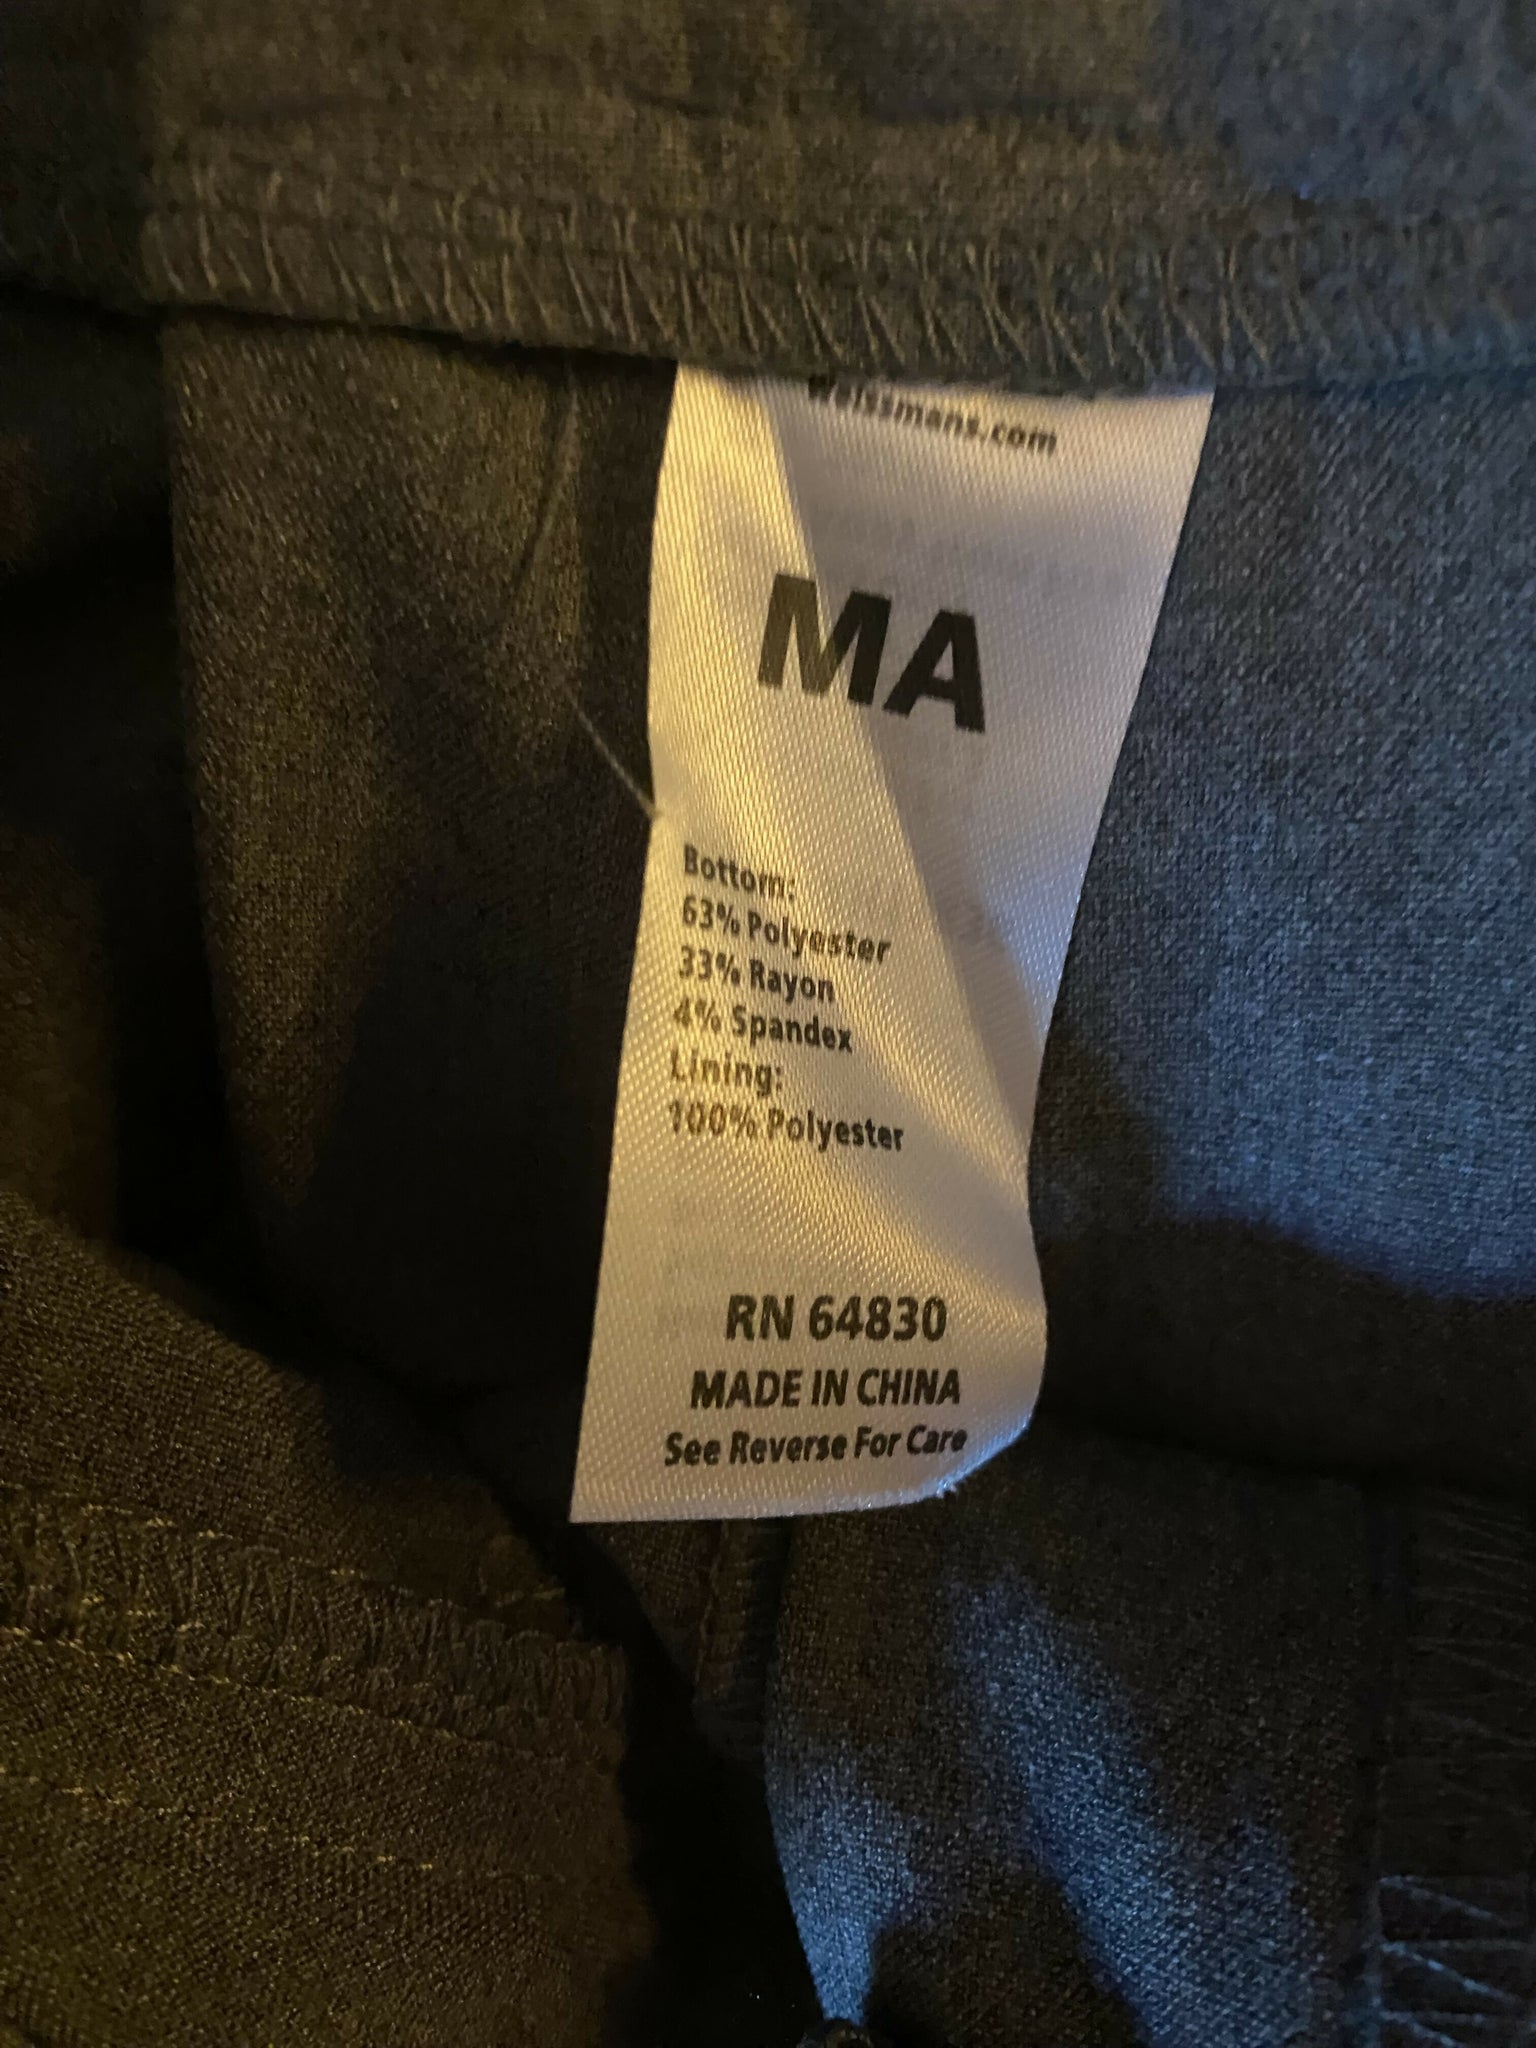 weissmans.com
MA
Bottom:
63% Polyester
33% Rayon
4% Spandex
Lining:
100% Polyester
RN 64830
MADE IN CHINA
See Reverse For Care